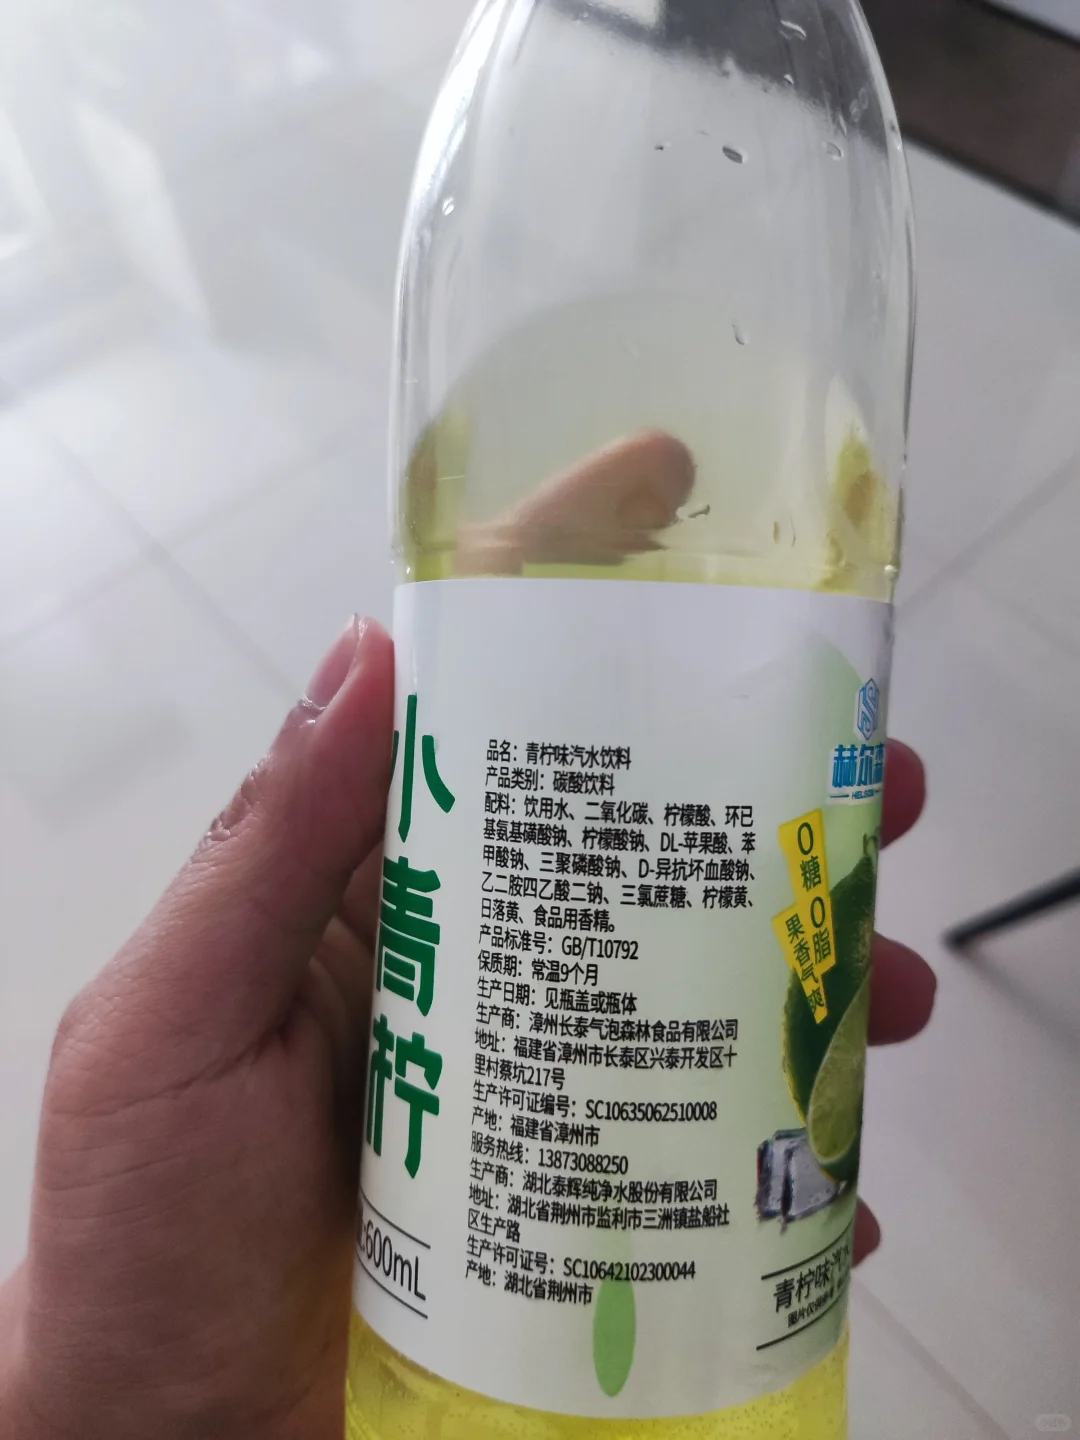 小青柠
600mL
品名：青柠味汽水饮料
产品类别：碳酸饮料
配料：饮用水、二氧化碳、柠檬酸、环已
基氨基磺酸钠、柠檬酸钠、DL-苹果酸、苯
甲酸钠、三聚磷酸钠、D-异抗坏血酸钠、
乙二胺四乙酸二钠、三氯蔗糖、柠檬黄、
日落黄、食品用香精。
产品标准号：GB/T10792
保质期：常温9个月
生产日期：见瓶盖或瓶体
生产商：漳州长泰气泡森林食品有限公司
地址：福建省漳州市长泰区兴泰开发区十
里村蔡坑217号
生产许可证编号：SC10635062510008
产地：福建省漳州市
服务热线：13873088250
生产商：湖北泰辉纯净水股份有限公司
地址：湖北省荆州市监利市三洲镇盐船社
区生产路
生产许可证号：SC10642102300044
产地：湖北省荆州市
赫尔森
0糖
0脂
果香气爽
青柠味汽水